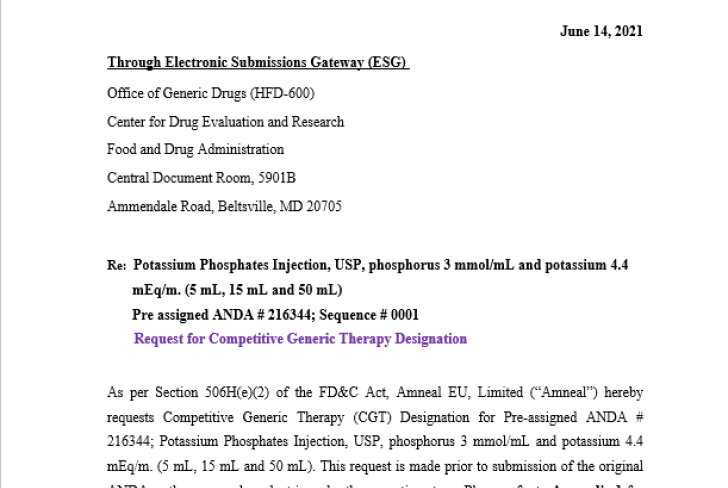 June 14, 2021
Through Electronic Submissions Gateway (ESG)
Office of Generic Drugs (HFD-600)
Center for Drug Evaluation and Research
Food and Drug Administration
Central Document Room, 5901B
Ammendale Road, Beltsville, MD 20705
Re: Potassium Phosphates Injection, USP, phosphorus 3 mmol/mL and potassium 4.4
mEq/m. (5 mL, 15 mL and 50 mL)
Pre assigned ANDA # 216344; Sequence # 0001
Request for Competitive Generic Therapy Designation
As per Section 506H(e)(2) of the FD&C Act, Amneal EU, Limited (“Amneal”) hereby
requests Competitive Generic Therapy (CGT) Designation for Pre-assigned ANDA #
216344; Potassium Phosphates Injection, USP, phosphorus 3 mmol/mL and potassium 4.4
mEq/m. (5 mL, 15 mL and 50 mL). This request is made prior to submission of the original